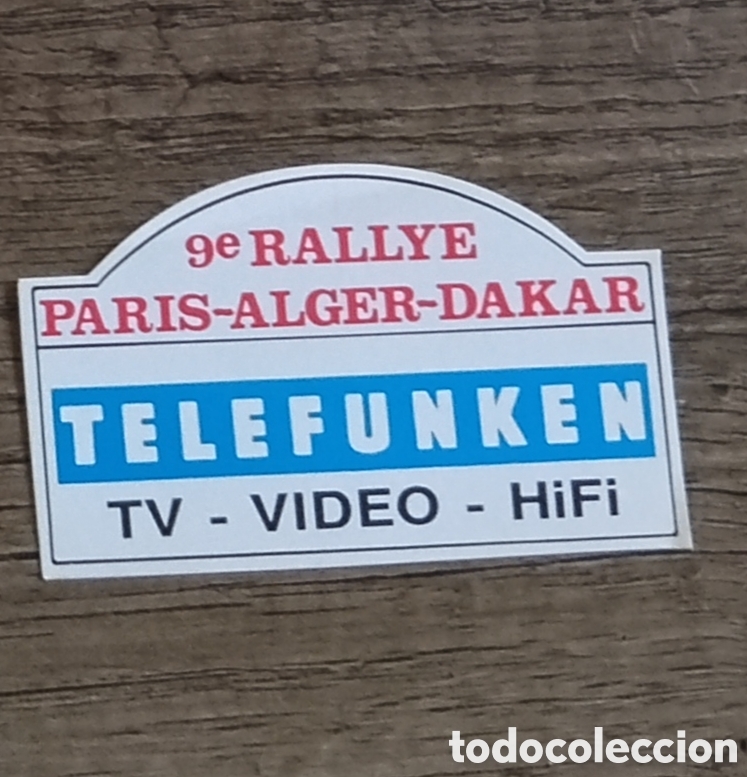 9e RALLYE
PARIS-ALGER-DAKAR
TELEFUNKEN
TV - VIDEO - HiFi
todocoleccion